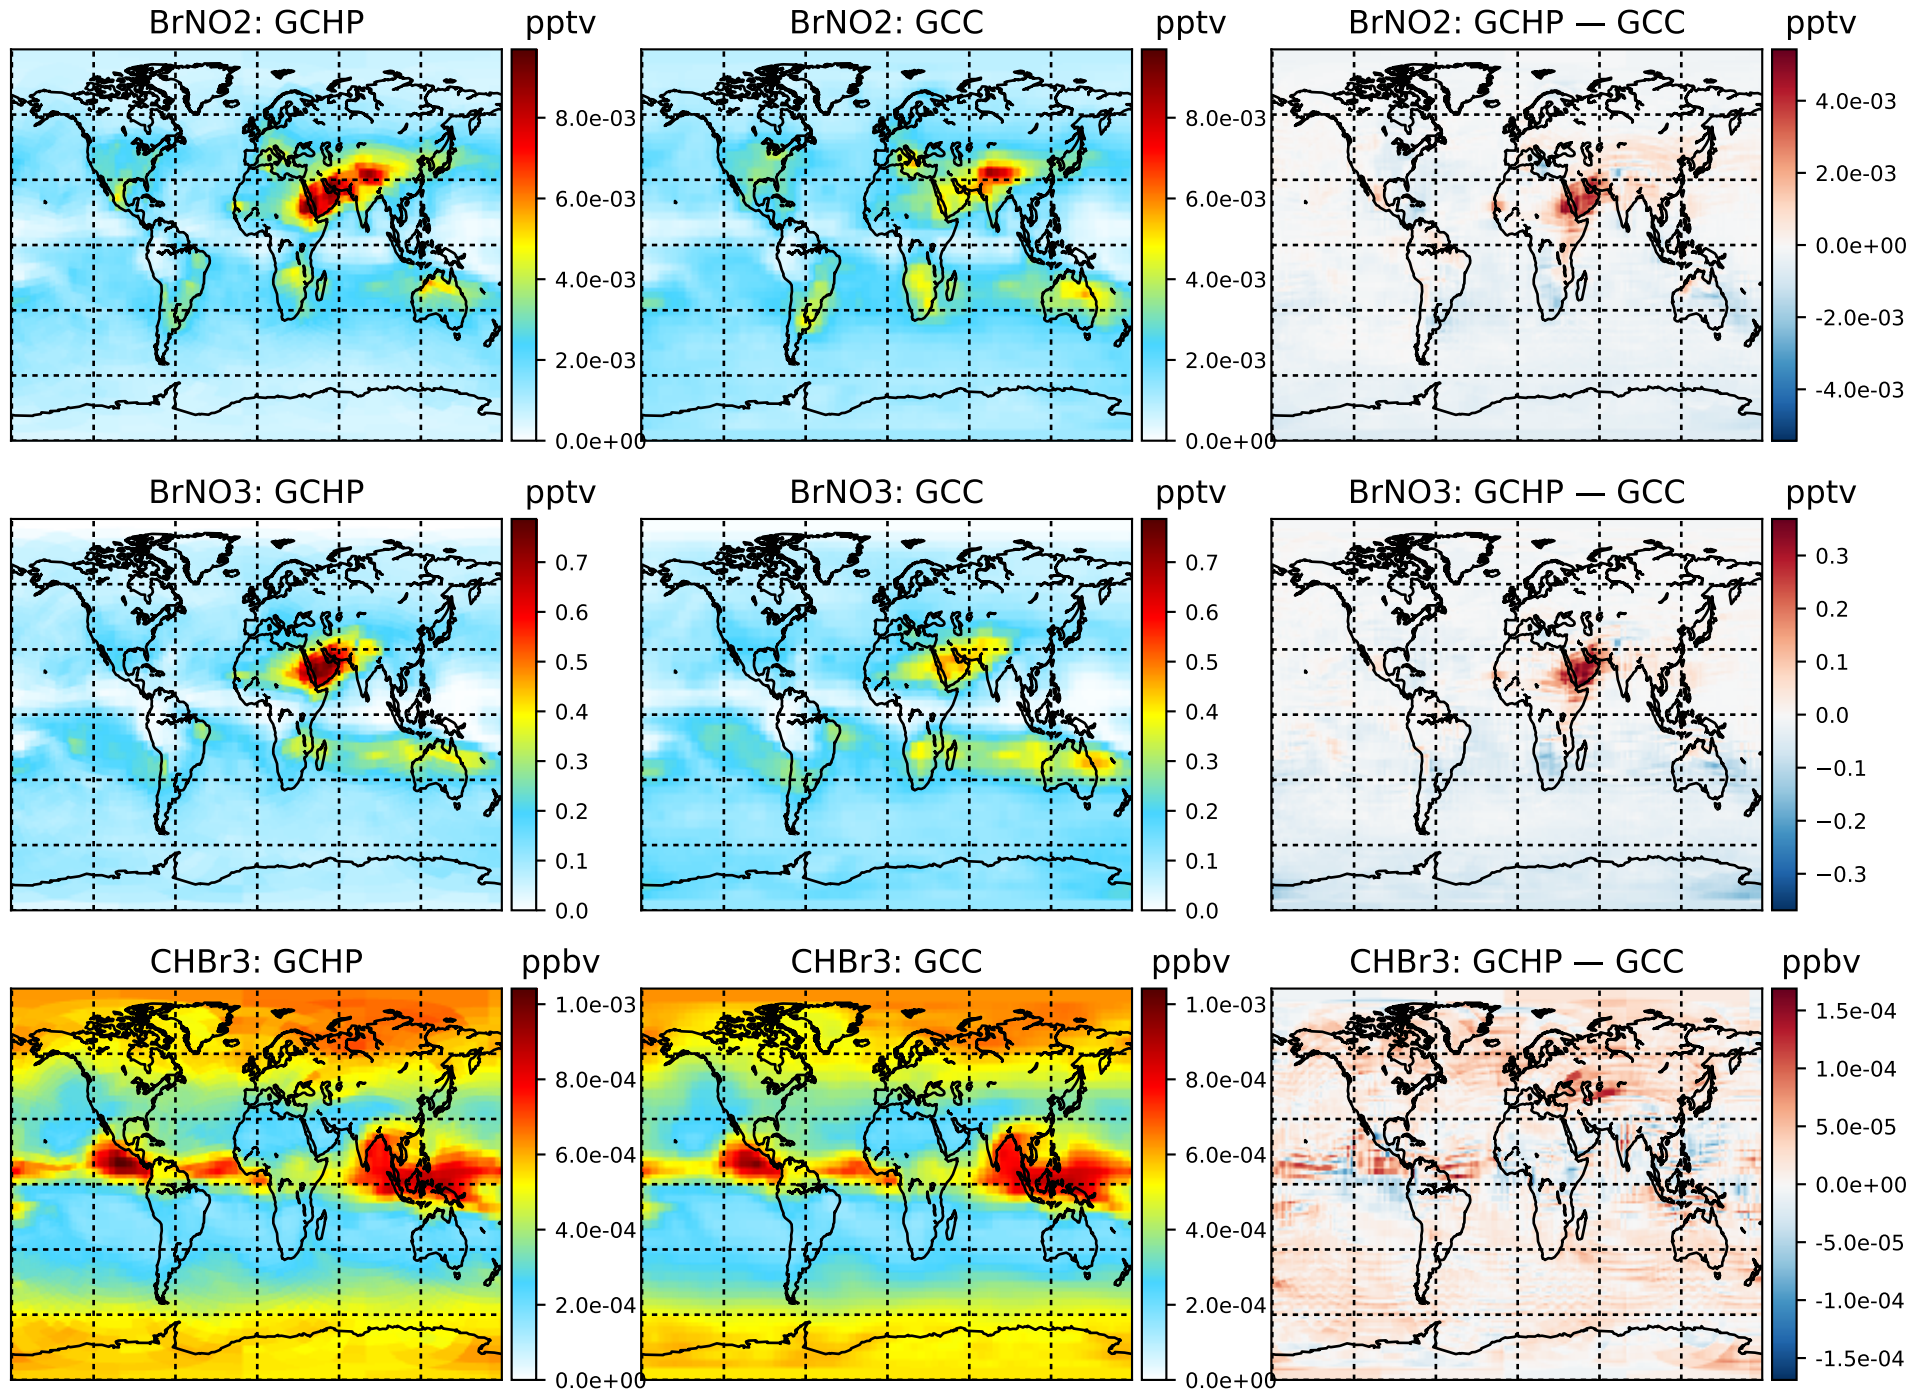 BrNO2: GCHP
pptv
BrNO2: GCC
pptv
BrNO2: GCHP — GCC
pptv
8.0e-03
6.0e-03
4.0e-03
2.0e-03
0.0e+00
8.0e-03
6.0e-03
4.0e-03
2.0e-03
0.0e+00
4.0e-03
2.0e-03
0.0e+00
-2.0e-03
-4.0e-03
BrNO3: GCHP
pptv
BrNO3: GCC
pptv
BrNO3: GCHP — GCC
pptv
0.7
0.6
0.5
0.4
0.3
0.2
0.1
0.0
0.7
0.6
0.5
0.4
0.3
0.2
0.1
0.0
0.3
0.2
0.1
0.0
−0.1
−0.2
−0.3
CHBr3: GCHP
ppbv
CHBr3: GCC
ppbv
CHBr3: GCHP — GCC
ppbv
1.0e-03
8.0e-04
6.0e-04
4.0e-04
2.0e-04
0.0e+00
1.0e-03
8.0e-04
6.0e-04
4.0e-04
2.0e-04
0.0e+00
1.5e-04
1.0e-04
5.0e-05
0.0e+00
-5.0e-05
-1.0e-04
-1.5e-04